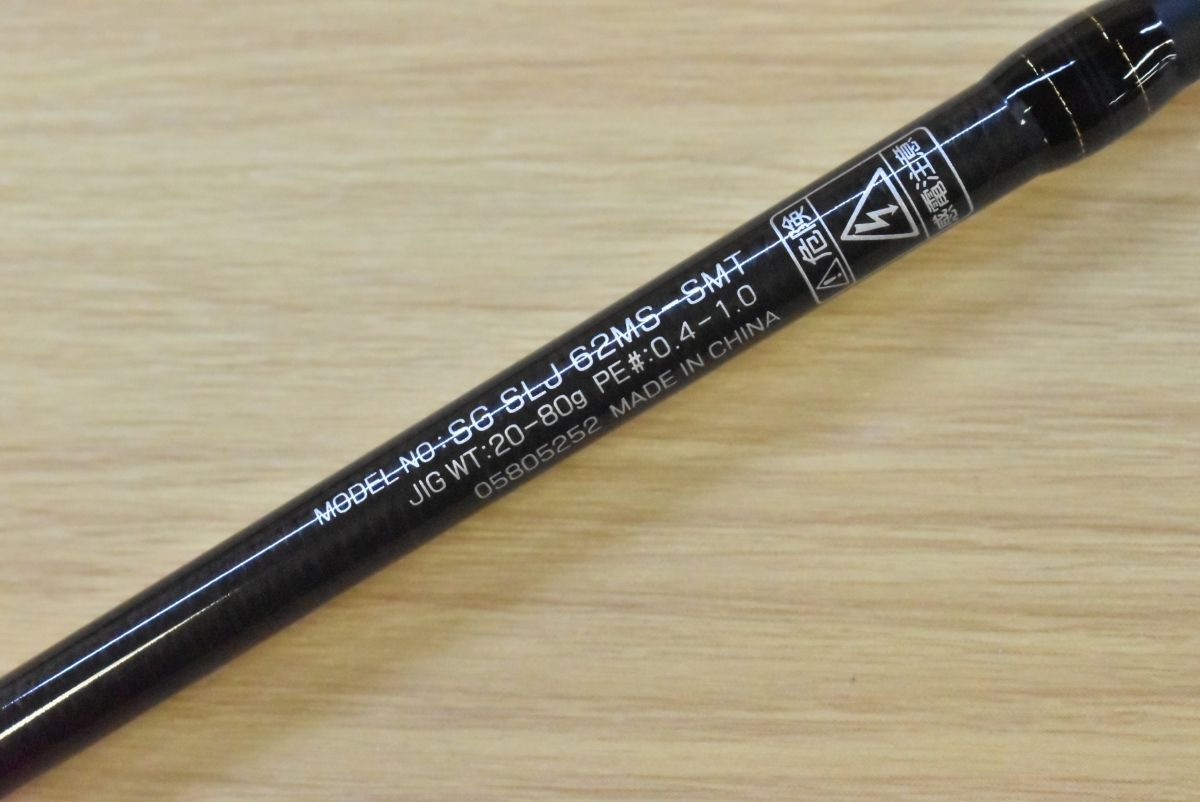 MODEL NO:SG SLJ 62MS-SMT
JIG WT:20-80g PE#:0.4-1.0
05805252 MADE IN CHINA
⚠危険
感電注意